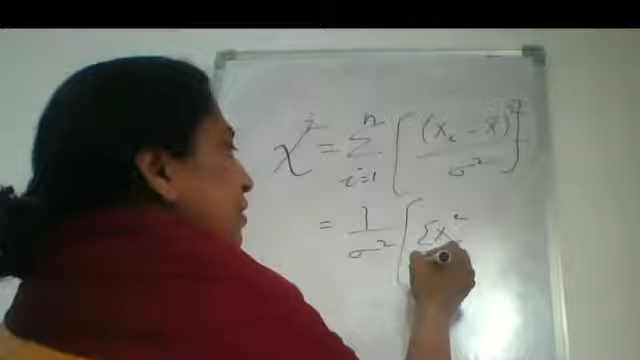 χ² = Σ_{i=1}^{n} [ (x_i - x̄)² / σ² ]
= 1/σ² [ Σx²